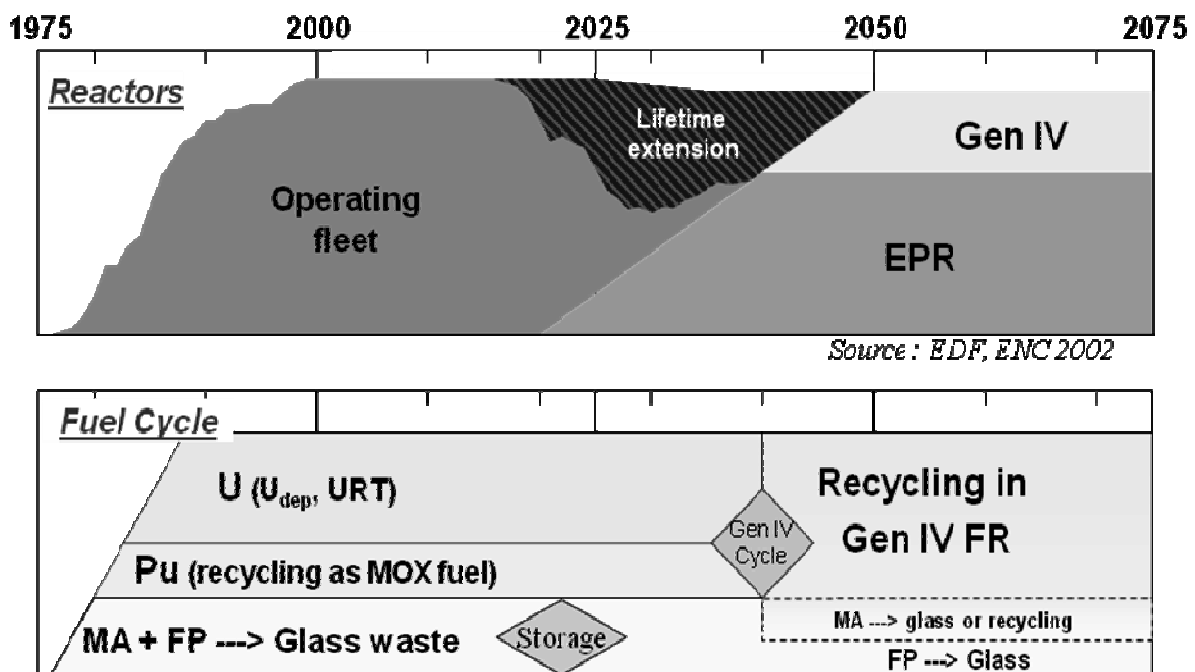 1975 2000 2025 2050 2075
Reactors
Lifetime
extension
Gen IV
Operating
fleet
EPR
Source : EDF, ENC 2002
Fuel Cycle
U (Udep, URT)
Recycling in
Gen IV FR
Gen IV
Cycle
Pu (recycling as MOX fuel)
MA + FP ---> Glass waste
Storage
MA ---> glass or recycling
FP ---> Glass